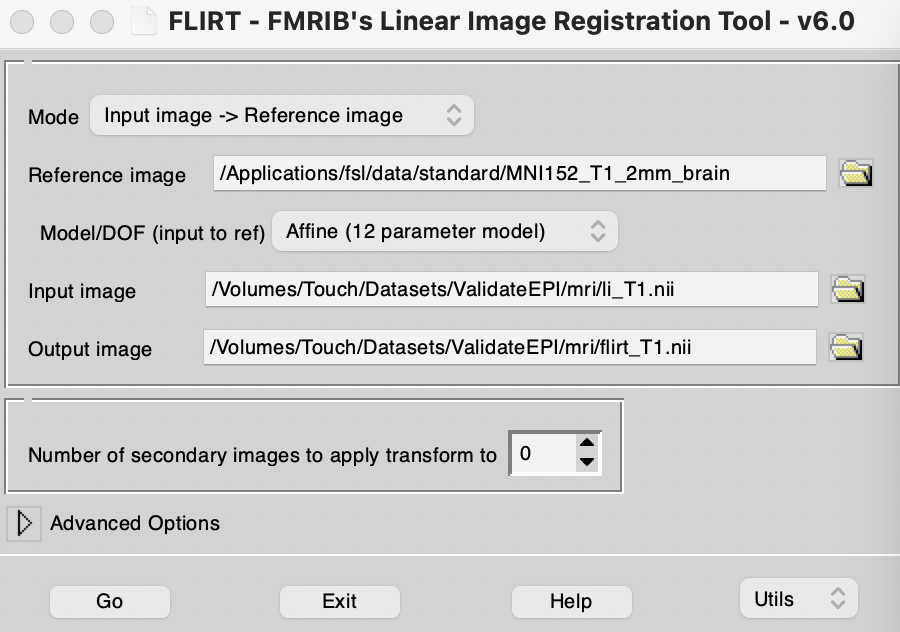 FLIRT - FMRIB's Linear Image Registration Tool - v6.0
Mode Input image -> Reference image
Reference image /Applications/fsl/data/standard/MNI152_T1_2mm_brain
Model/DOF (input to ref) Affine (12 parameter model)
Input image /Volumes/Touch/Datasets/ValidateEPI/mri/li_T1.nii
Output image /Volumes/Touch/Datasets/ValidateEPI/mri/flirt_T1.nii
Number of secondary images to apply transform to 0
Advanced Options
Go Exit Help Utils